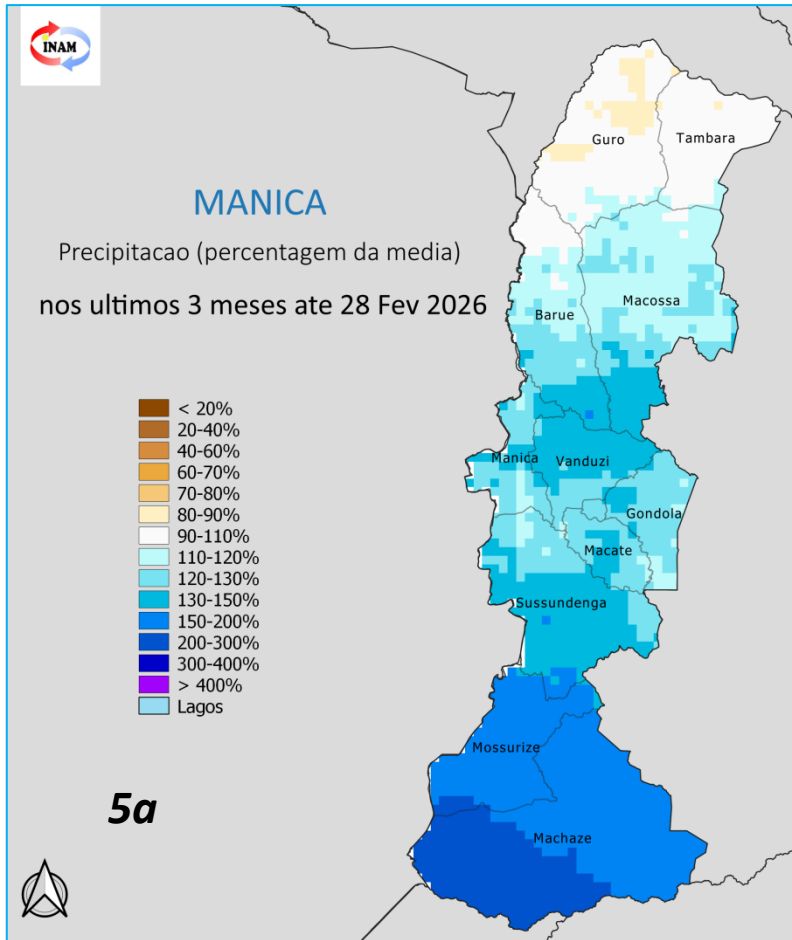 INAM
MANICA
Precipitacao (percentagem da media)
nos ultimos 3 meses ate 28 Fev 2026
< 20%
20-40%
40-60%
60-70%
70-80%
80-90%
90-110%
110-120%
120-130%
130-150%
150-200%
200-300%
300-400%
> 400%
Lagos
5a
Guro
Tambara
Barue
Macossa
Manica
Vanduzi
Gondola
Macate
Sussundenga
Mossurize
Machaze